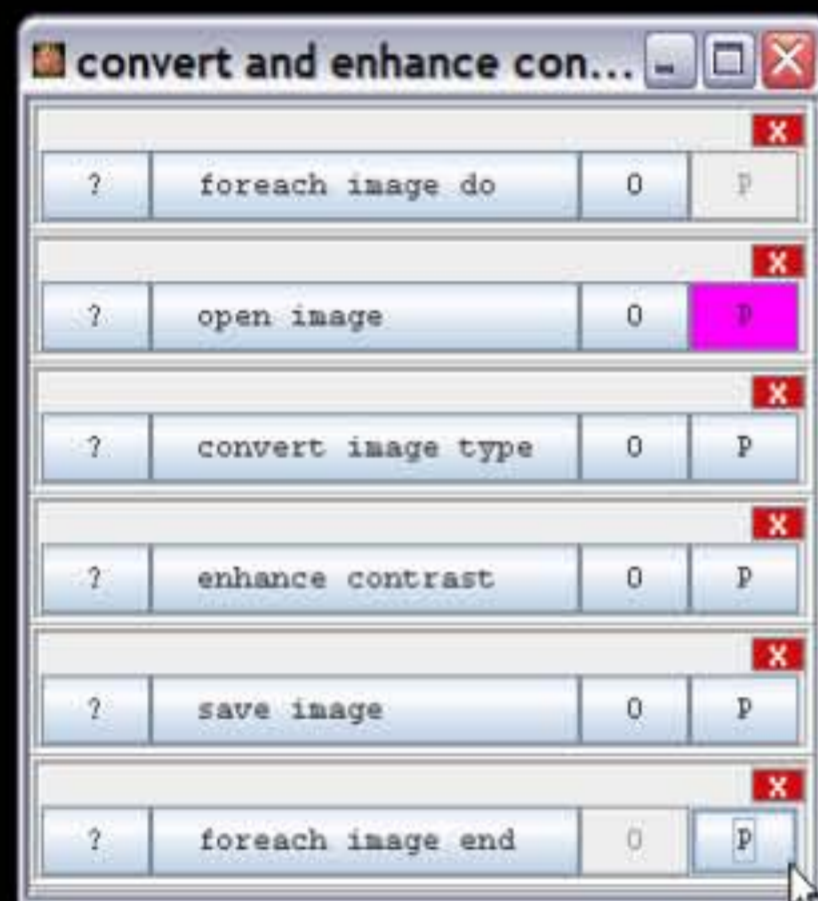 convert and enhance con...
X
? foreach image do O P
X
? open image O P
X
? convert image type O P
X
? enhance contrast O P
X
? save image O P
X
? foreach image end O P